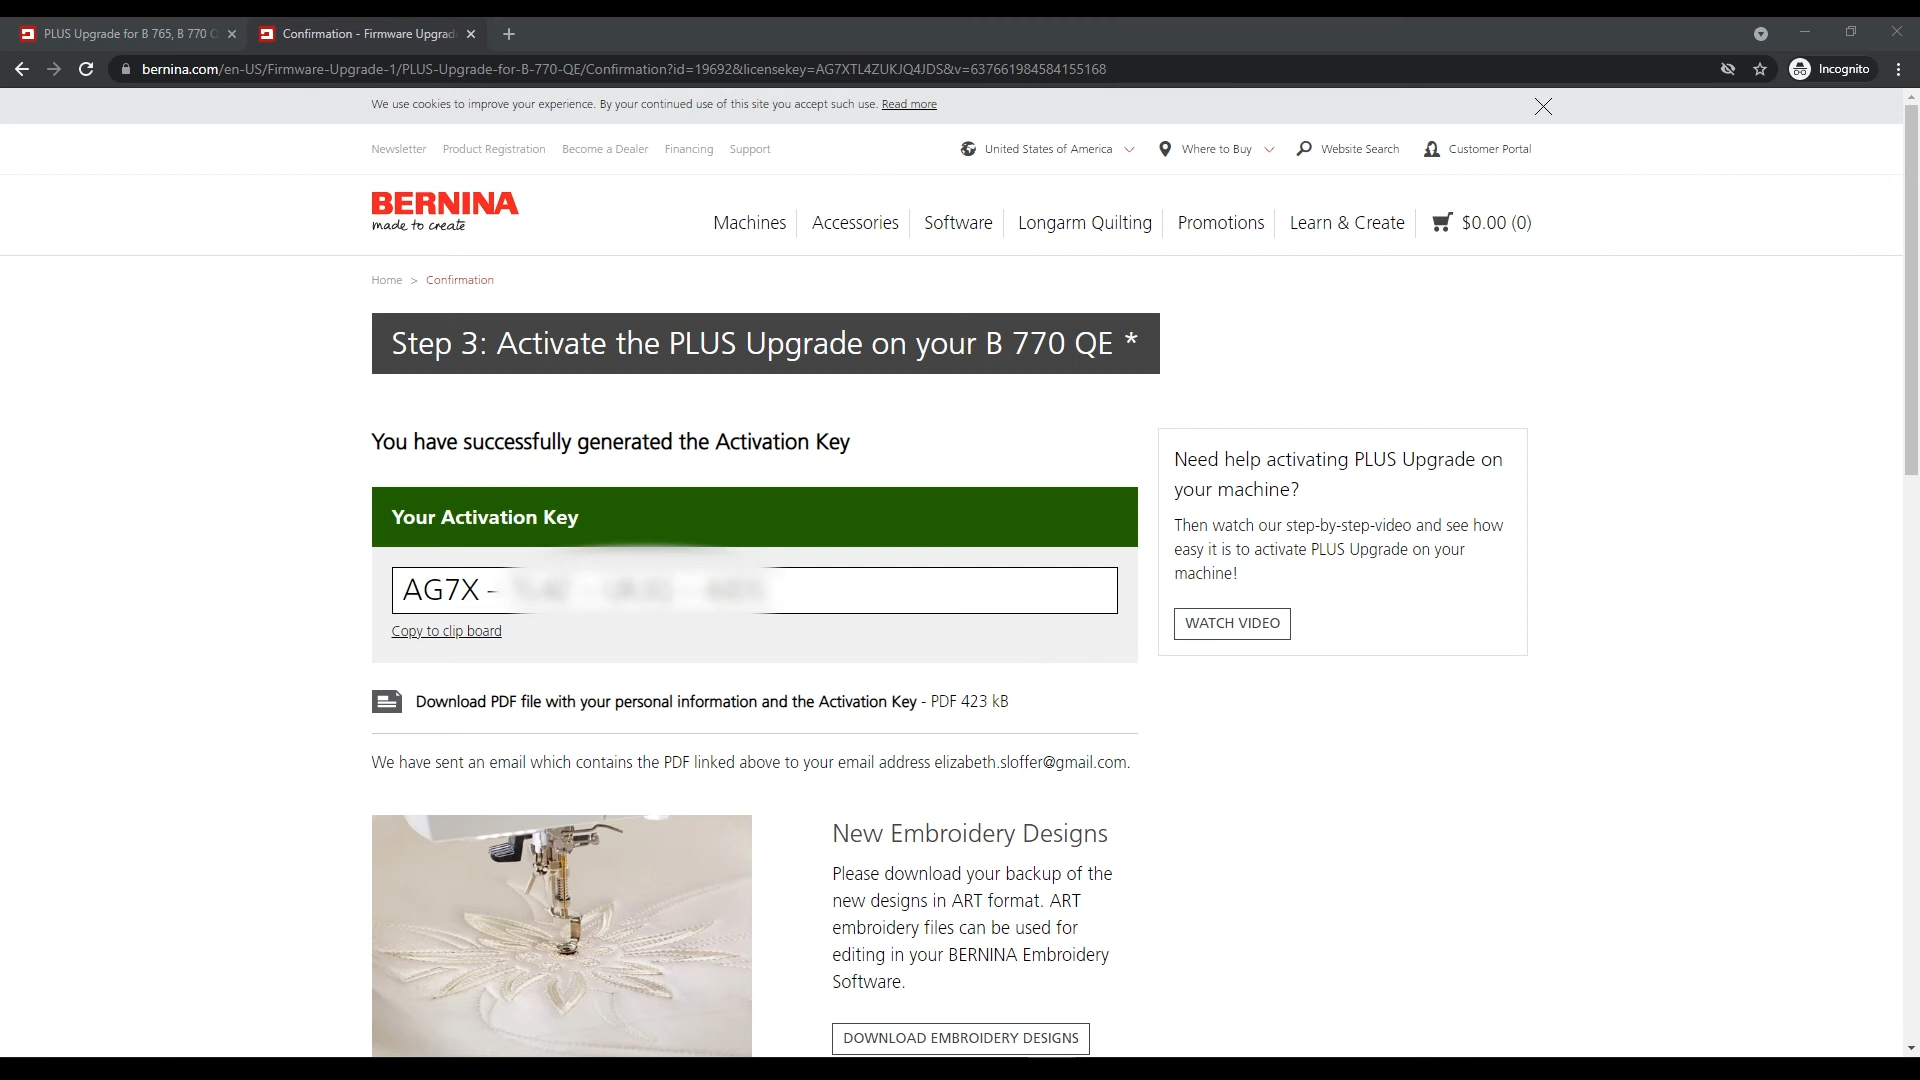 PLUS Upgrade for B 765, B 770 Q
Confirmation - Firmware Upgrad
bernina.com/en-US/Firmware-Upgrade-1/PLUS-Upgrade-for-B-770-QE/Confirmation?id=19692&licensekey=AG7XTL4ZUKJQ4JDS&v=637661984584155168
Incognito
We use cookies to improve your experience. By your continued use of this site you accept such use. Read more
Newsletter Product Registration Become a Dealer Financing Support
United States of America Where to Buy Website Search Customer Portal
BERNINA
made to create
Machines Accessories Software Longarm Quilting Promotions Learn & Create $0.00 (0)
Home > Confirmation
Step 3: Activate the PLUS Upgrade on your B 770 QE *
You have successfully generated the Activation Key
Your Activation Key
AG7X -
Copy to clip board
Need help activating PLUS Upgrade on
your machine?
Then watch our step-by-step-video and see how
easy it is to activate PLUS Upgrade on your
machine!
WATCH VIDEO
Download PDF file with your personal information and the Activation Key - PDF 423 kB
We have sent an email which contains the PDF linked above to your email address elizabeth.sloffer@gmail.com.
New Embroidery Designs
Please download your backup of the
new designs in ART format. ART
embroidery files can be used for
editing in your BERNINA Embroidery
Software.
DOWNLOAD EMBROIDERY DESIGNS